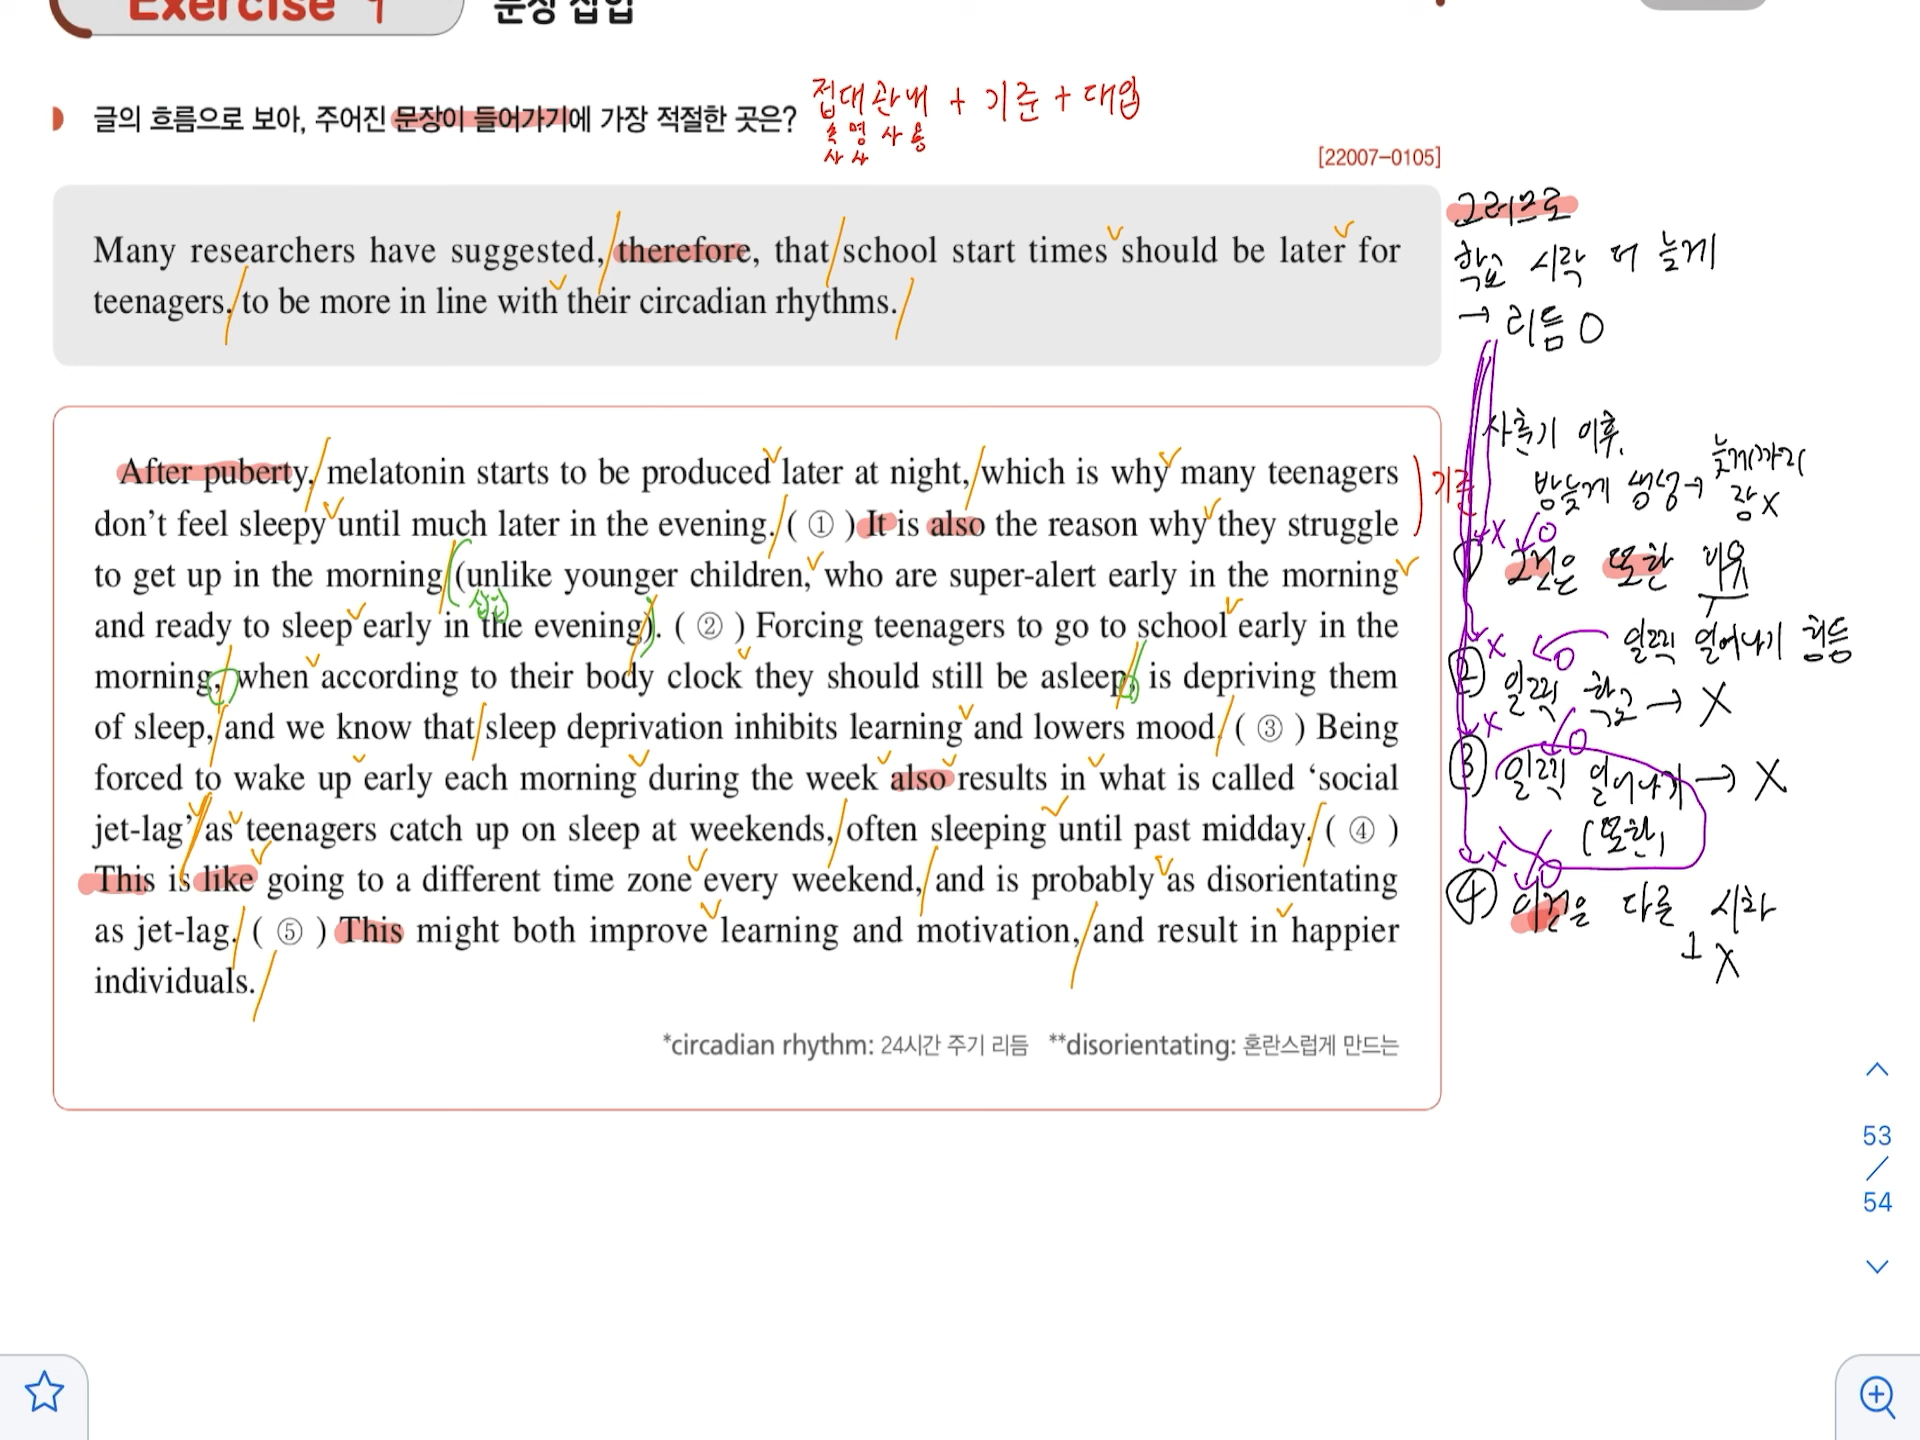 Exercise 9 문장 삽입
글의 흐름으로 보아, 주어진 문장이 들어가기에 가장 적절한 곳은?
접대관내 + 기준 + 대입
속 명 사 용
사 사
[22007-0105]
Many researchers have suggested, therefore, that school start times should be later for
teenagers, to be more in line with their circadian rhythms.
그러므로
학교 시작 더 늦게
→ 리듬 O
After puberty, melatonin starts to be produced later at night, which is why many teenagers
don't feel sleepy until much later in the evening. ( ① ) It is also the reason why they struggle
to get up in the morning (unlike younger children, who are super-alert early in the morning
and ready to sleep early in the evening). ( ② ) Forcing teenagers to go to school early in the
morning, when according to their body clock they should still be asleep, is depriving them
of sleep, and we know that sleep deprivation inhibits learning and lowers mood. ( ③ ) Being
forced to wake up early each morning during the week also results in what is called ‘social
jet-lag’ as teenagers catch up on sleep at weekends, often sleeping until past midday. ( ④ )
This is like going to a different time zone every weekend, and is probably as disorientating
as jet-lag. ( ⑤ ) This might both improve learning and motivation, and result in happier
individuals.
*circadian rhythm: 24시간 주기 리듬 **disorientating: 혼란스럽게 만드는
삽입
기준
사춘기 이후,
밤늦게 생성→ 늦게까지
잠X
X O
① 그것은 또한 이유
X O 일찍 일어나기 힘듦
② 일찍 학교 → X
X O
③ 일찍 일어나기 → X
(또한)
X O
④ 이것은 다른 시차
X
53
/
54